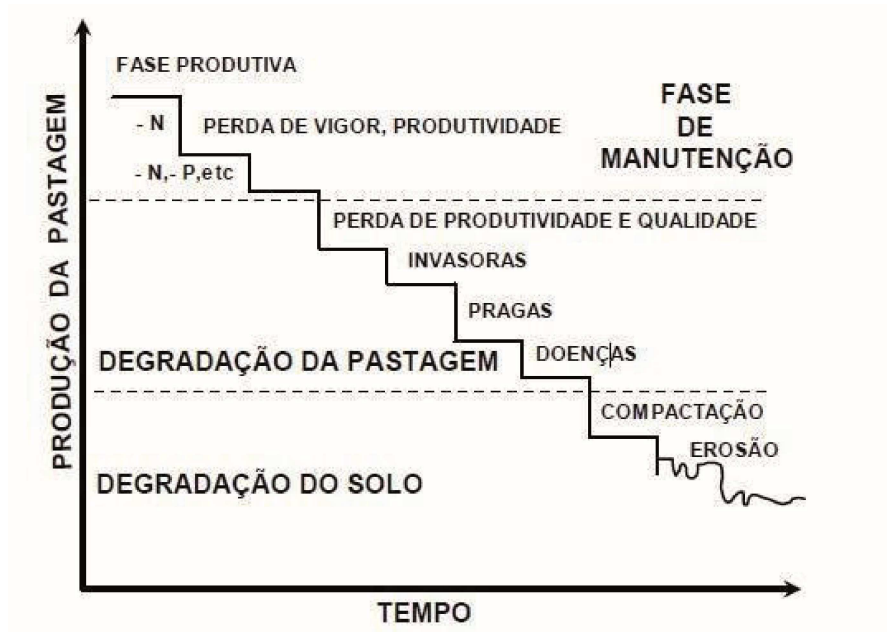 FASE PRODUTIVA
FASE
DE
MANUTENÇÃO
- N
PERDA DE VIGOR, PRODUTIVIDADE
- N,- P,etc
PERDA DE PRODUTIVIDADE E QUALIDADE
INVASORAS
PRAGAS
DOENÇAS
DEGRADAÇÃO DA PASTAGEM
COMPACTAÇÃO
EROSÃO
DEGRADAÇÃO DO SOLO
PRODUÇÃO DA PASTAGEM
TEMPO